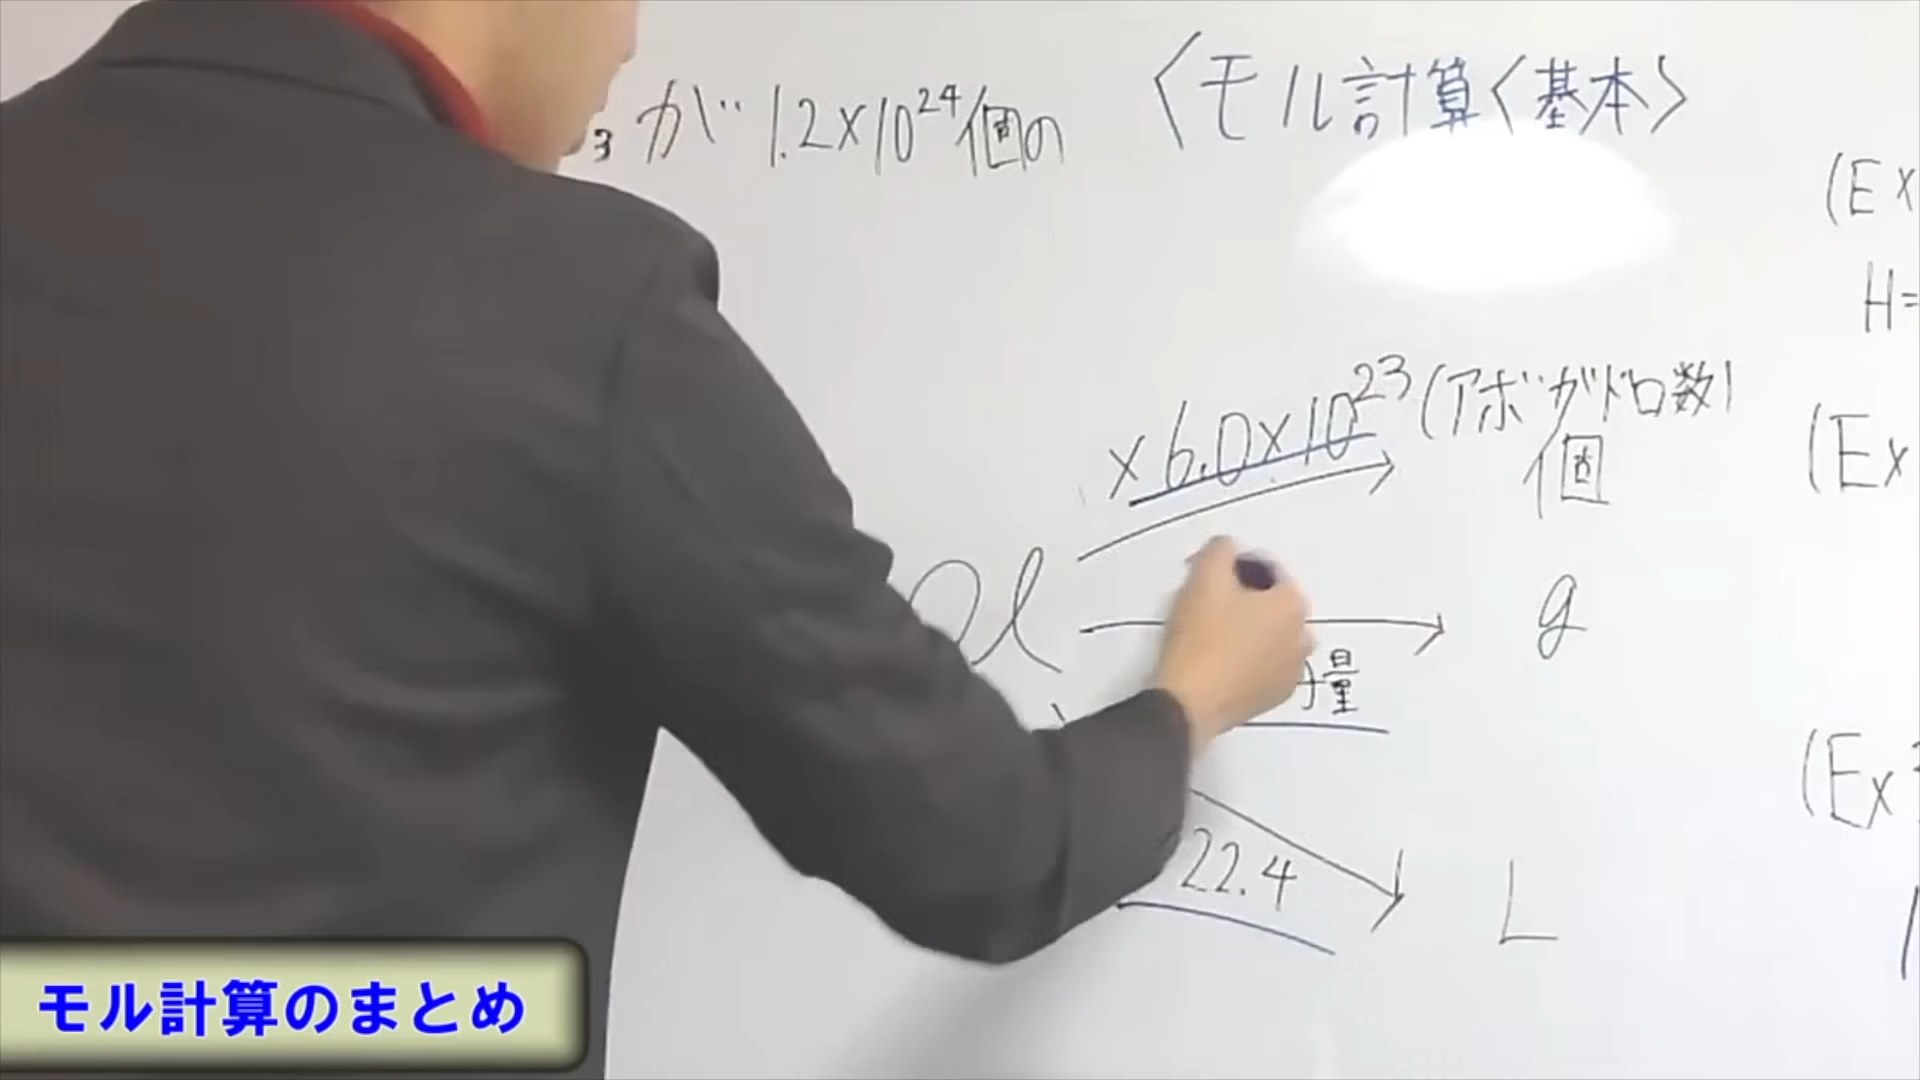 3 が 1.2×10²⁴個の
〈モル計算〈基本〉
(Ex
H=
×6.0×10²³(アボガドロ数)
個
(Ex
g
子量
(Ex
22.4
L
モル計算のまとめ